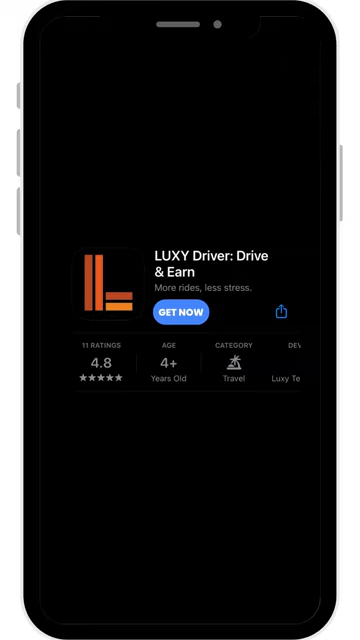 LUXY Driver: Drive
& Earn
More rides, less stress.
GET NOW
11 RATINGS
AGE
CATEGORY
DEV
4.8
4+
Years Old
Travel
Luxy Te